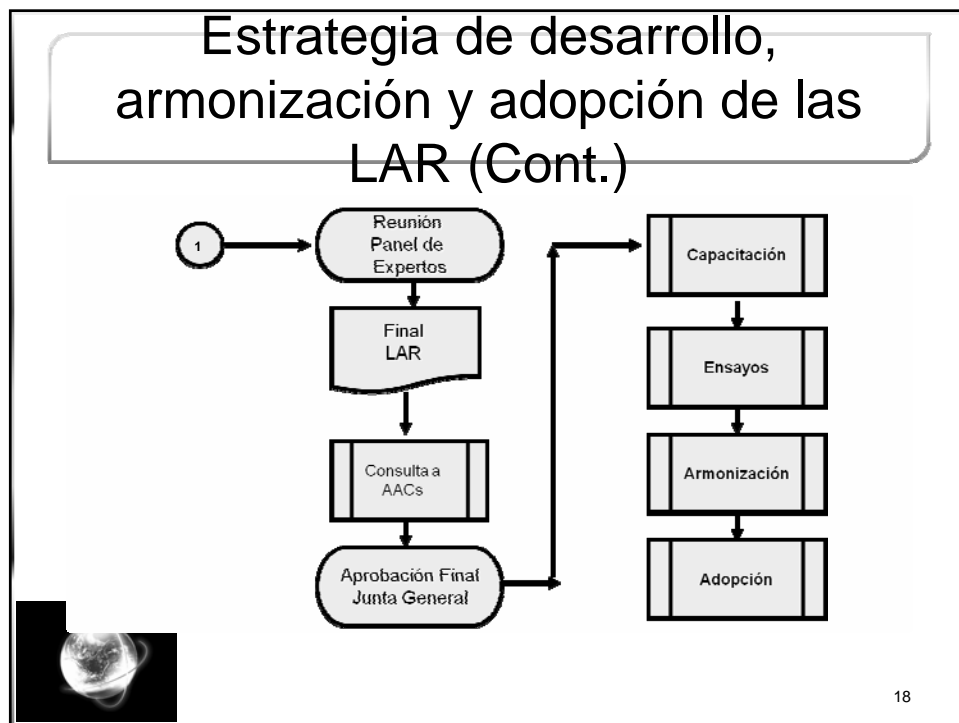 Estrategia de desarrollo,
armonización y adopción de las
LAR (Cont.)
1
Reunión
Panel de
Expertos
Final
LAR
Consulta a
AACs
Aprobación Final
Junta General
Capacitación
Ensayos
Armonización
Adopción
18